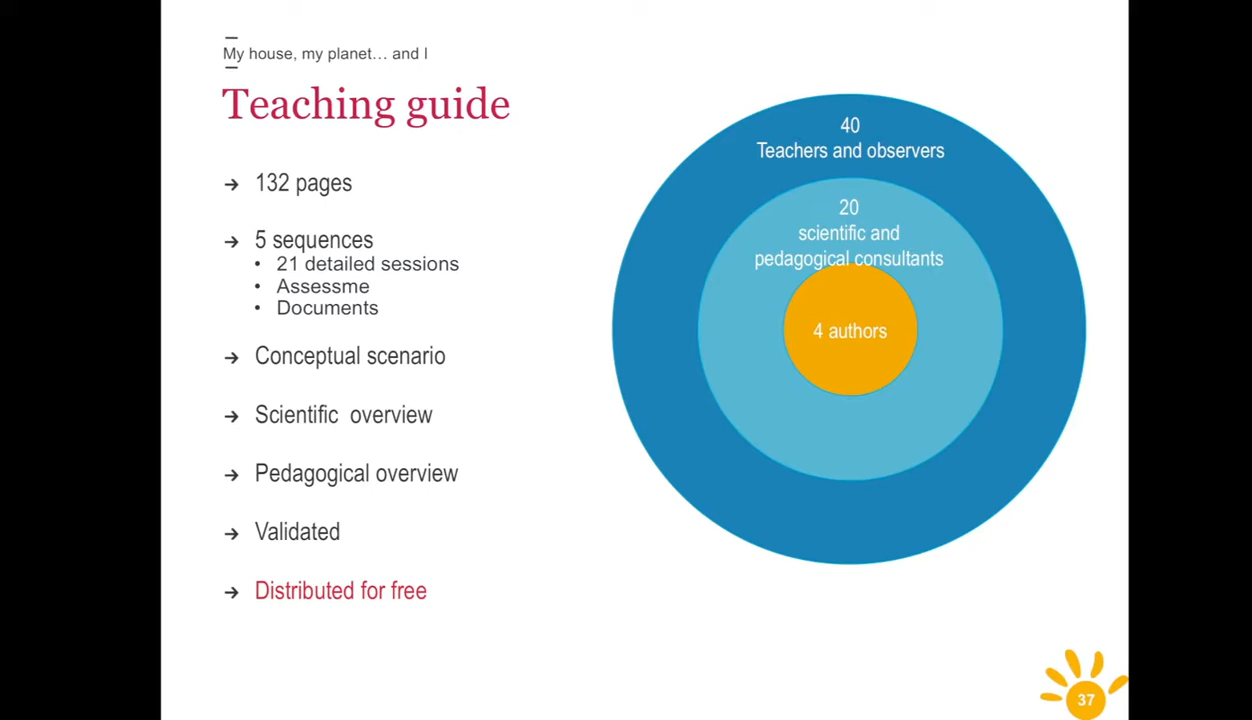 My house, my planet… and I
Teaching guide
→ 132 pages
→ 5 sequences
• 21 detailed sessions
• Assessme
• Documents
→ Conceptual scenario
→ Scientific overview
→ Pedagogical overview
→ Validated
→ Distributed for free
40
Teachers and observers
20
scientific and
pedagogical consultants
4 authors
37